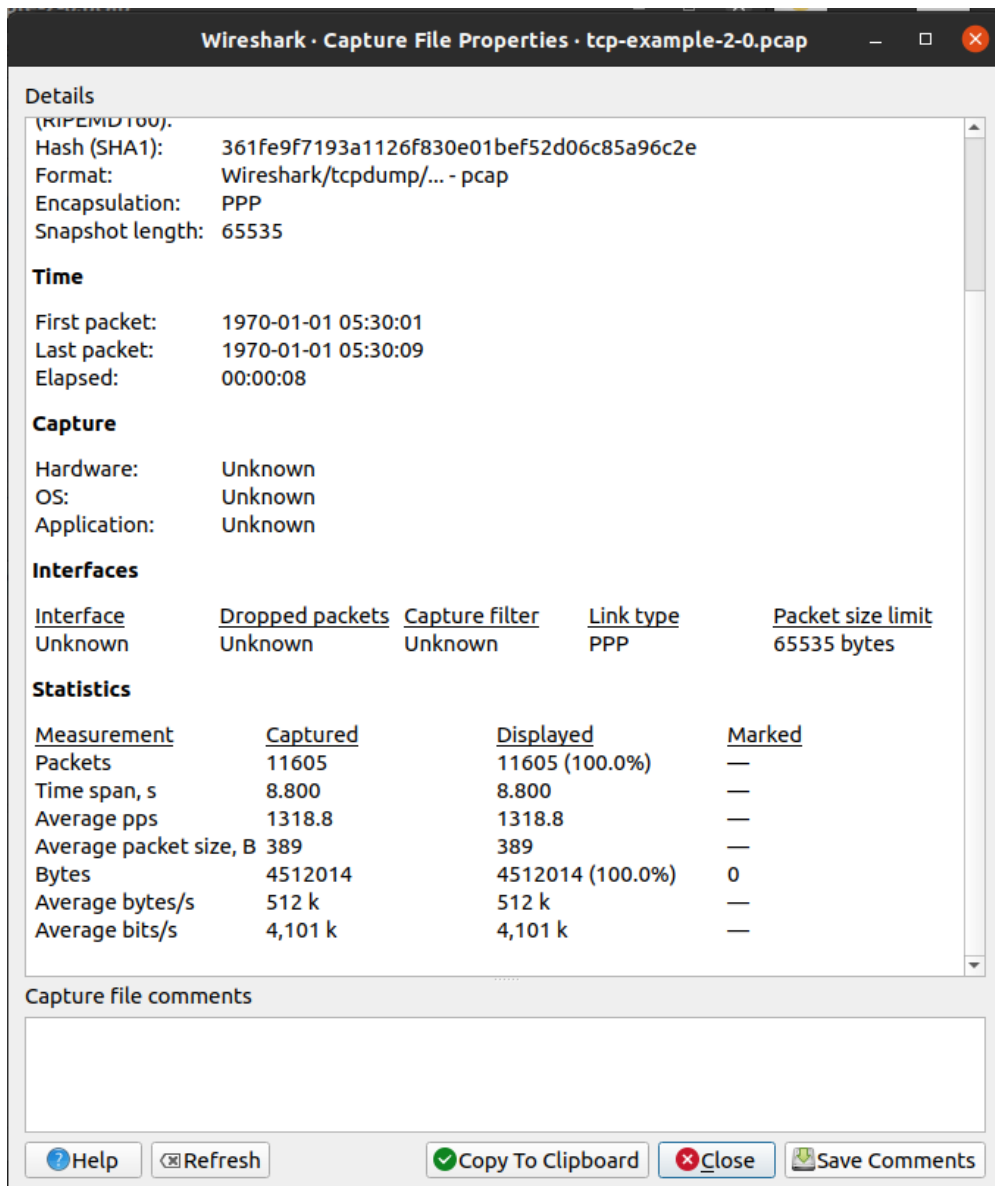 Wireshark · Capture File Properties · tcp-example-2-0.pcap
Details
(RIPEMD160):
Hash (SHA1): 361fe9f7193a1126f830e01bef52d06c85a96c2e
Format: Wireshark/tcpdump/... - pcap
Encapsulation: PPP
Snapshot length: 65535
Time
First packet: 1970-01-01 05:30:01
Last packet: 1970-01-01 05:30:09
Elapsed: 00:00:08
Capture
Hardware: Unknown
OS: Unknown
Application: Unknown
Interfaces
Interface Dropped packets Capture filter Link type Packet size limit
Unknown Unknown Unknown PPP 65535 bytes
Statistics
Measurement Captured Displayed Marked
Packets 11605 11605 (100.0%) —
Time span, s 8.800 8.800 —
Average pps 1318.8 1318.8 —
Average packet size, B 389 389 —
Bytes 4512014 4512014 (100.0%) 0
Average bytes/s 512 k 512 k —
Average bits/s 4,101 k 4,101 k —
Capture file comments
Help Refresh Copy To Clipboard Close Save Comments